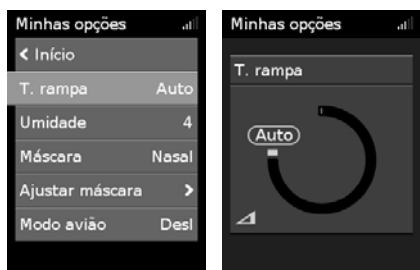 Minhas opções
< Início
T. rampa Auto
Umidade 4
Máscara Nasal
Ajustar máscara >
Modo avião Desl
Minhas opções
T. rampa
Auto